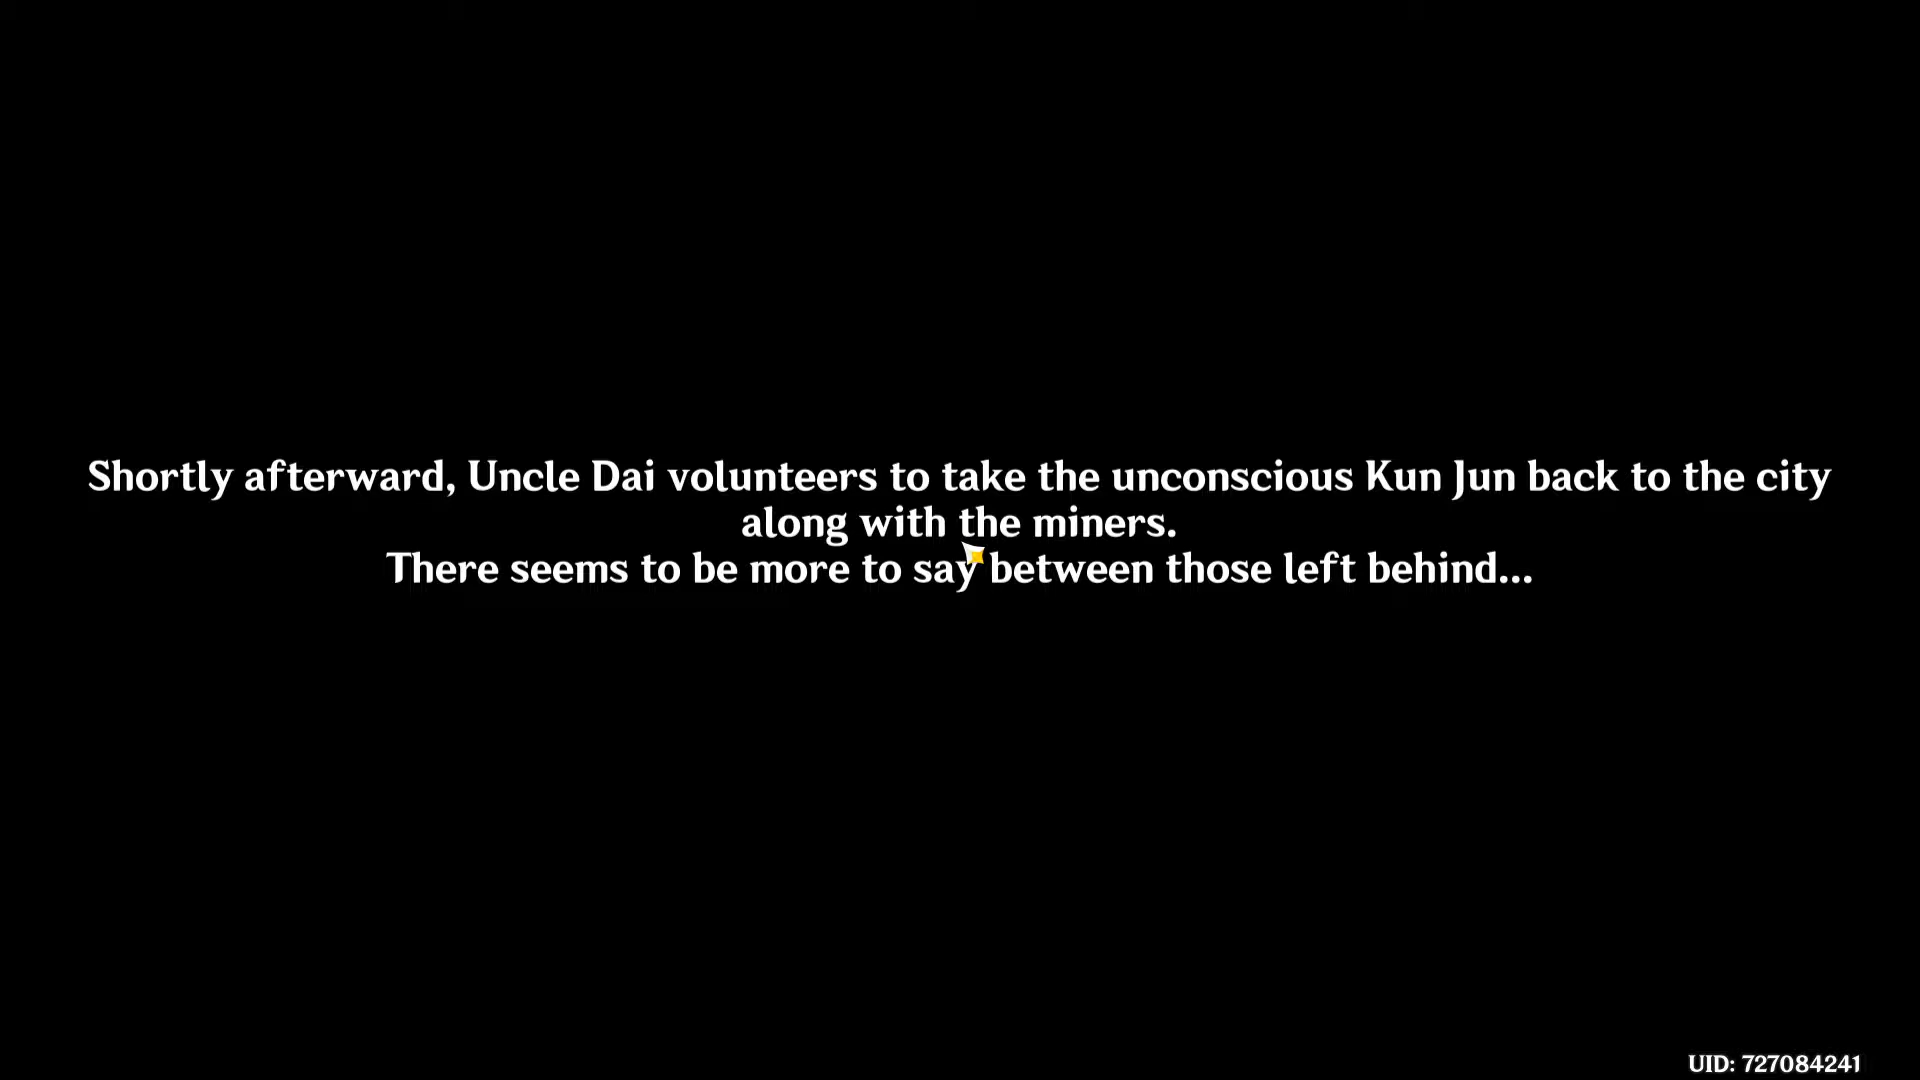 Shortly afterward, Uncle Dai volunteers to take the unconscious Kun Jun back to the city
along with the miners.
There seems to be more to say between those left behind...
UID: 727084241